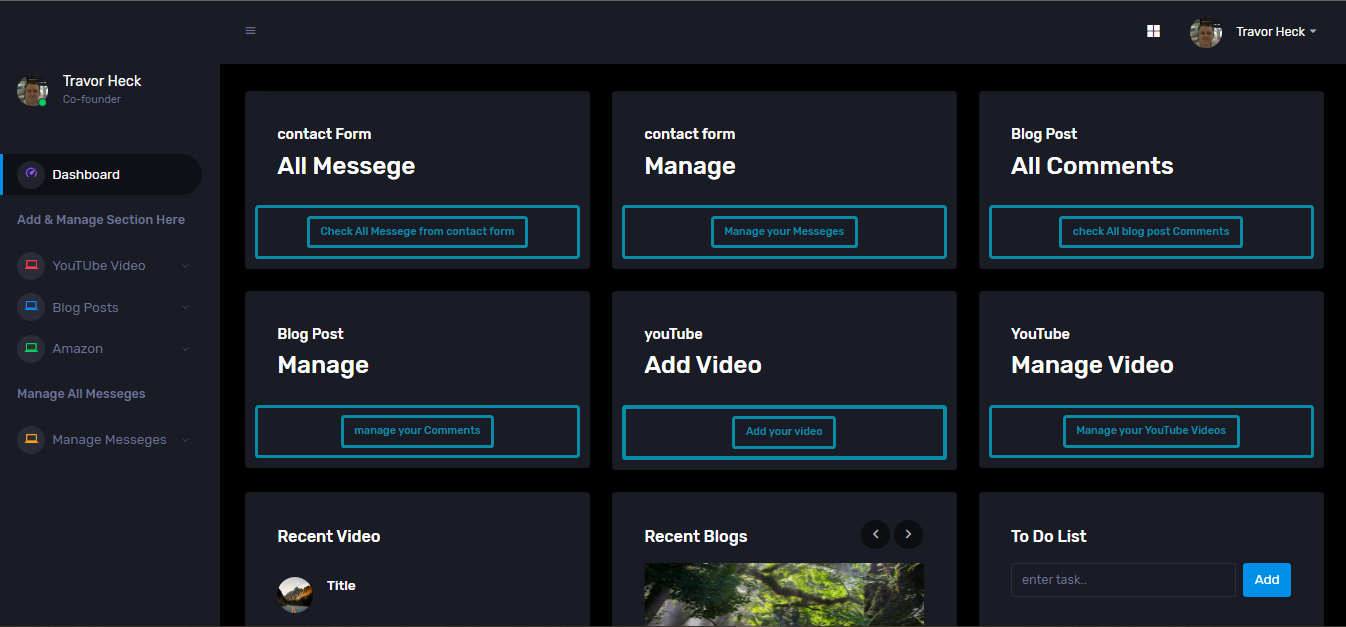 Travor Heck
Travor Heck
Co-founder
Dashboard
Add & Manage Section Here
YouTUbe Video
Blog Posts
Amazon
Manage All Messeges
Manage Messeges
contact Form
All Messege
Check All Messege from contact form
contact form
Manage
Manage your Messeges
Blog Post
All Comments
check All blog post Comments
Blog Post
Manage
manage your Comments
youTube
Add Video
Add your video
YouTube
Manage Video
Manage your YouTube Videos
Recent Video
Title
Recent Blogs
To Do List
enter task..
Add